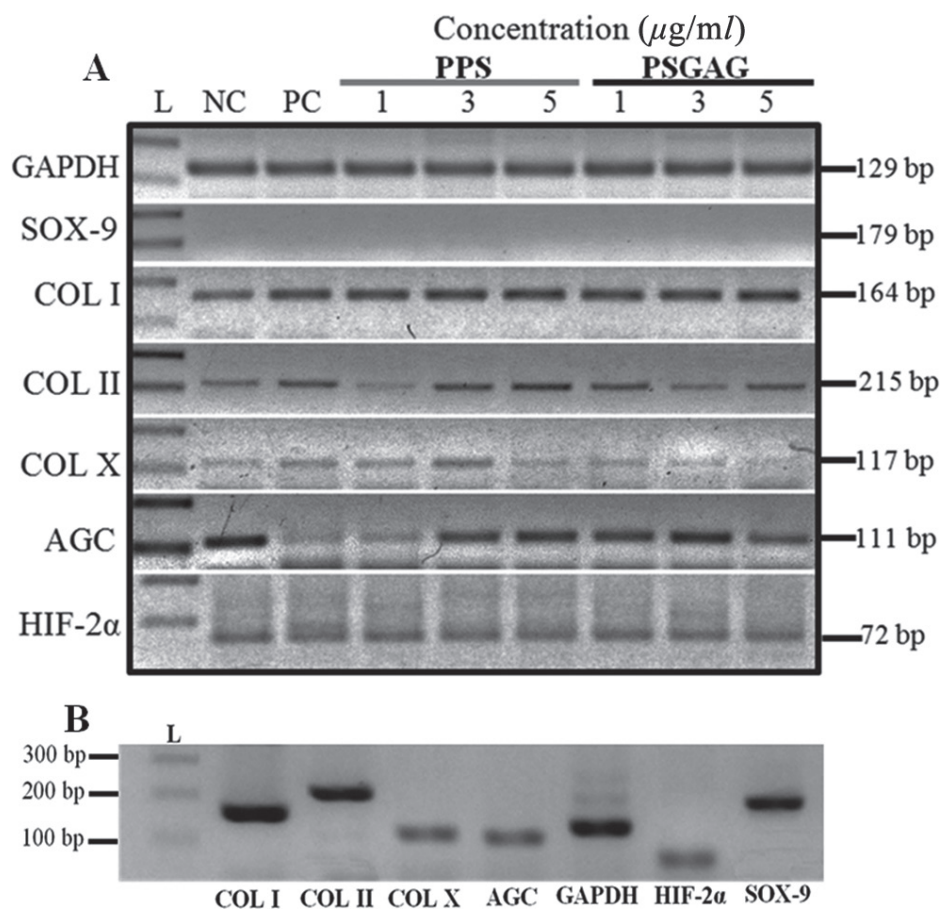 Concentration (µg/ml)
A PPS PSGAG
L NC PC 1 3 5 1 3 5
GAPDH 129 bp
SOX-9 179 bp
COL I 164 bp
COL II 215 bp
COL X 117 bp
AGC 111 bp
HIF-2α 72 bp
B
L
300 bp
200 bp
100 bp
COL I COL II COL X AGC GAPDH HIF-2α SOX-9